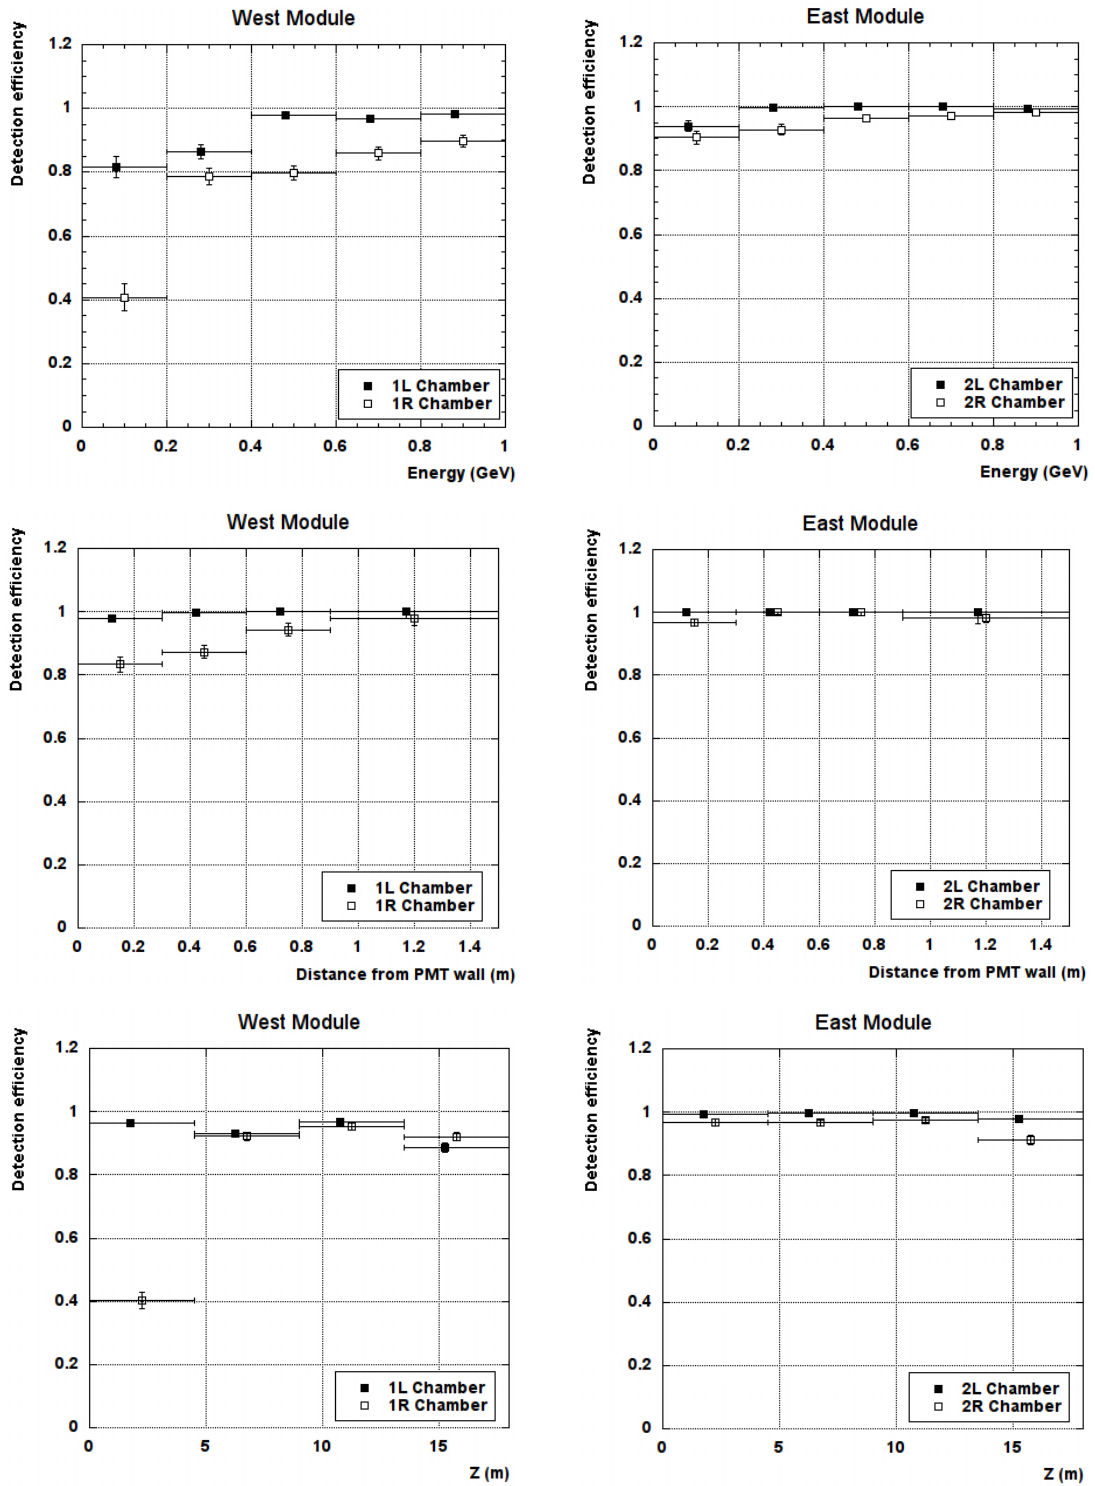 West Module
Detection efficiency
1.2
1
0.8
0.6
0.4
0.2
0
1L Chamber
1R Chamber
0 0.2 0.4 0.6 0.8 1
Energy (GeV)
East Module
Detection efficiency
1.2
1
0.8
0.6
0.4
0.2
0
2L Chamber
2R Chamber
0 0.2 0.4 0.6 0.8 1
Energy (GeV)
West Module
Detection efficiency
1.2
1
0.8
0.6
0.4
0.2
0
1L Chamber
1R Chamber
0 0.2 0.4 0.6 0.8 1 1.2 1.4
Distance from PMT wall (m)
East Module
Detection efficiency
1.2
1
0.8
0.6
0.4
0.2
0
2L Chamber
2R Chamber
0 0.2 0.4 0.6 0.8 1 1.2 1.4
Distance from PMT wall (m)
West Module
Detection efficiency
1.2
1
0.8
0.6
0.4
0.2
0
1L Chamber
1R Chamber
0 5 10 15
Z (m)
East Module
Detection efficiency
1.2
1
0.8
0.6
0.4
0.2
0
2L Chamber
2R Chamber
0 5 10 15
Z (m)